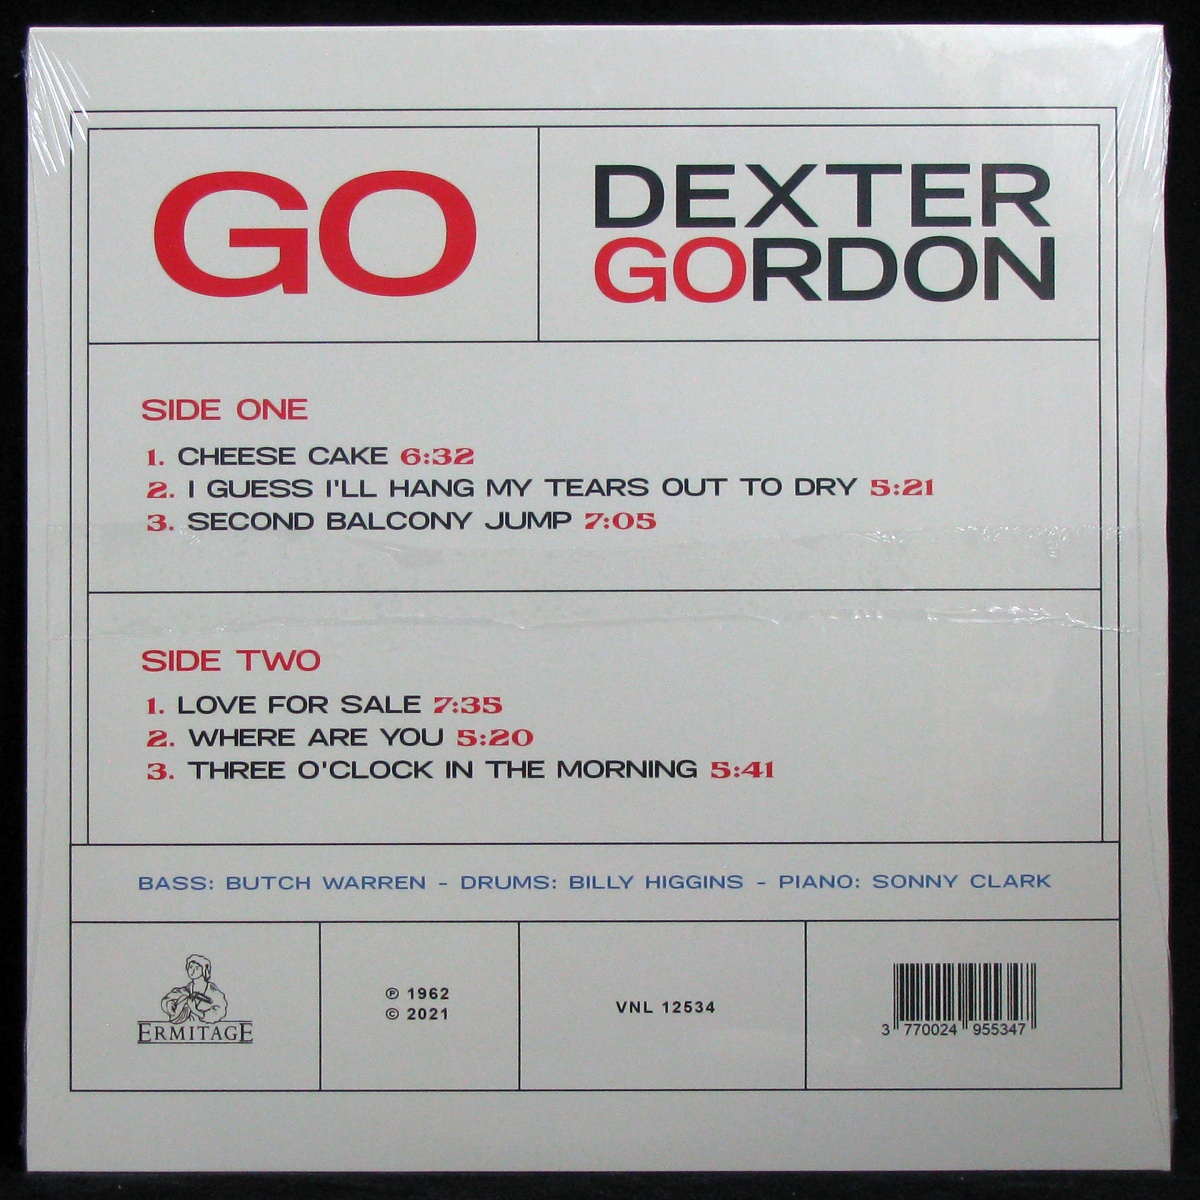 GO
DEXTER
GORDON
SIDE ONE
1. CHEESE CAKE 6:32
2. I GUESS I'LL HANG MY TEARS OUT TO DRY 5:21
3. SECOND BALCONY JUMP 7:05
SIDE TWO
1. LOVE FOR SALE 7:35
2. WHERE ARE YOU 5:20
3. THREE O'CLOCK IN THE MORNING 5:41
BASS: BUTCH WARREN - DRUMS: BILLY HIGGINS - PIANO: SONNY CLARK
ERMITAGE
℗ 1962
© 2021
VNL 12534
3 770024 955347